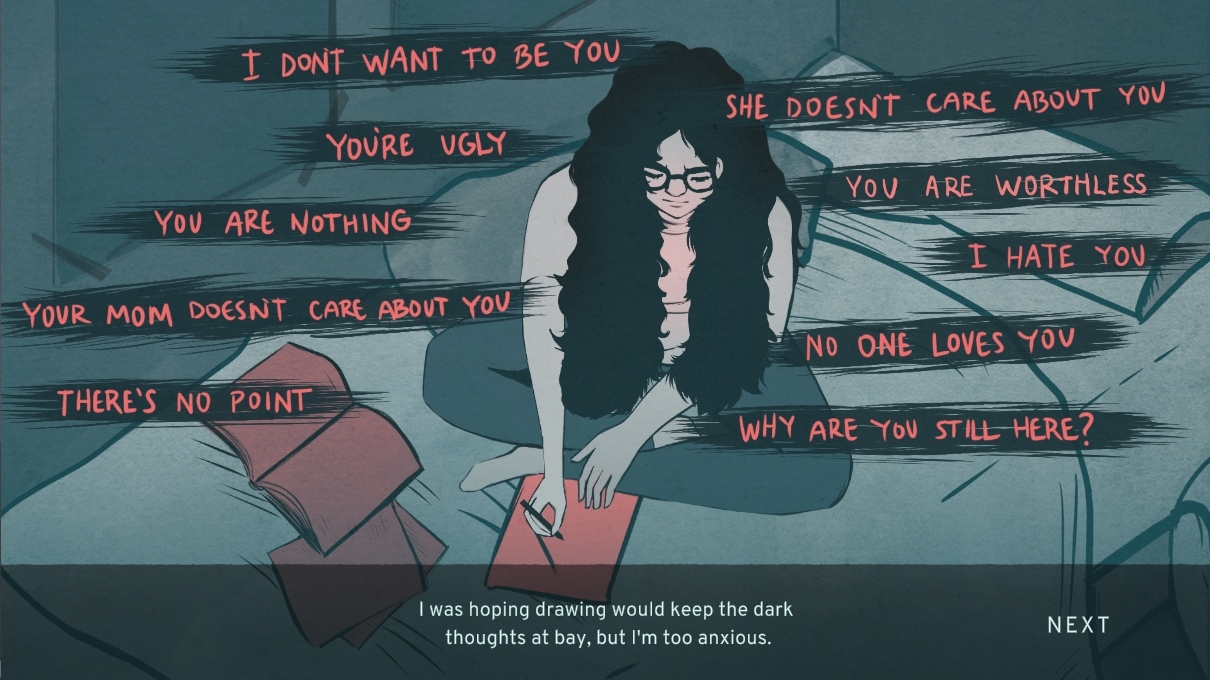 I DON'T WANT TO BE YOU
SHE DOESN'T CARE ABOUT YOU
YOU'RE UGLY
YOU ARE WORTHLESS
YOU ARE NOTHING
I HATE YOU
YOUR MOM DOESN'T CARE ABOUT YOU
NO ONE LOVES YOU
THERE'S NO POINT
WHY ARE YOU STILL HERE?
I was hoping drawing would keep the dark
thoughts at bay, but I'm too anxious.
NEXT